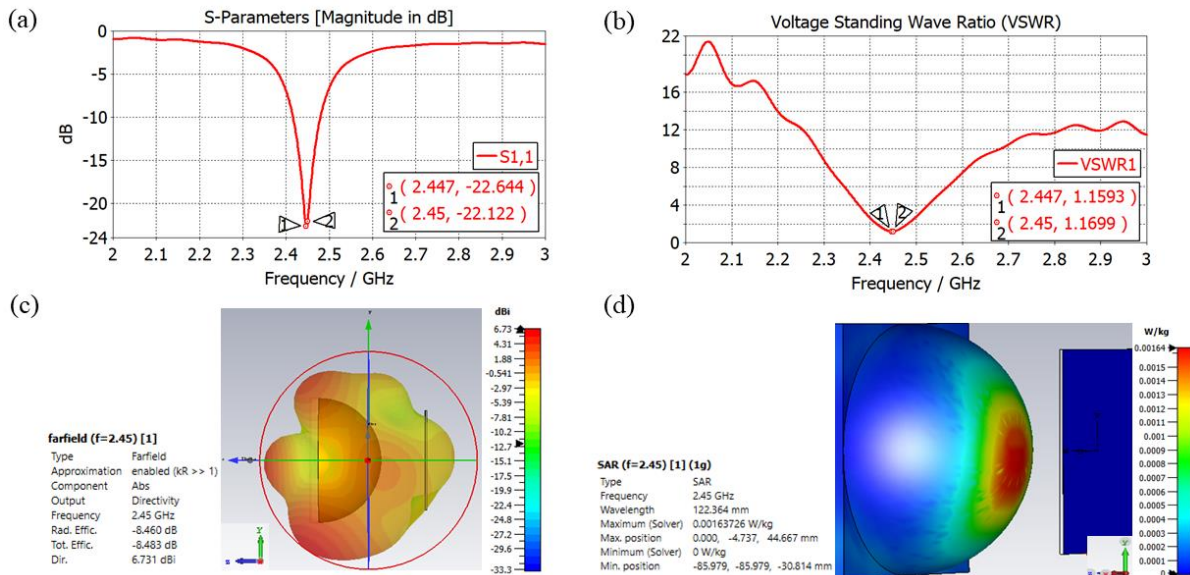 (a)
S-Parameters [Magnitude in dB]
0
-5
-10
-15
-20
-24
dB
2 2.1 2.2 2.3 2.4 2.5 2.6 2.7 2.8 2.9 3
Frequency / GHz
S1,1
1 ( 2.447, -22.644 )
2 ( 2.45, -22.122 )
1 2
(b)
Voltage Standing Wave Ratio (VSWR)
22
20
16
12
8
4
0
2 2.1 2.2 2.3 2.4 2.5 2.6 2.7 2.8 2.9 3
Frequency / GHz
VSWR1
1 ( 2.447, 1.1593 )
2 ( 2.45, 1.1699 )
1 2
(c)
dBi
6.73
4.31
1.88
-0.541
-2.97
-5.39
-7.81
-10.2
-12.7
-15.1
-17.5
-19.9
-22.4
-24.8
-27.2
-29.6
-33.3
farfield (f=2.45) [1]
Type Farfield
Approximation enabled (kR >> 1)
Component Abs
Output Directivity
Frequency 2.45 GHz
Rad. Effic. -8.460 dB
Tot. Effic. -8.483 dB
Dir. 6.731 dBi
Y
(d)
W/kg
0.00164
0.0014
0.0013
0.0012
0.0011
0.001
0.0009
0.0008
0.0007
0.0006
0.0005
0.0004
0.0003
0.0002
0.0001
0
SAR (f=2.45) [1] (1g)
Type SAR
Frequency 2.45 GHz
Wavelength 122.364 mm
Maximum (Solver) 0.00163726 W/kg
Max. position 0.000, -4.737, 44.667 mm
Minimum (Solver) 0 W/kg
Min. position -85.979, -85.979, -30.814 mm